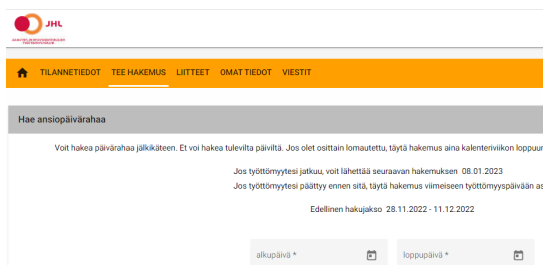 JHL
TILANNETIEDOT TEE HAKEMUS LIITTEET OMAT TIEDOT VIESTIT
Hae ansiopäivärahaa
Voit hakea päivärahaa jälkikäteen. Et voi hakea tulevilta päiviltä. Jos olet osittain lomautettu, täytä hakemus aina kalenteriviikon loppuun
Jos työttömyytesi jatkuu, voit lähettää seuraavan hakemuksen 08.01.2023
Jos työttömyytesi päättyy ennen sitä, täytä hakemus viimeiseen työttömyyspäivään as
Edellinen hakujakso 28.11.2022 - 11.12.2022
alkupäivä * loppupäivä *